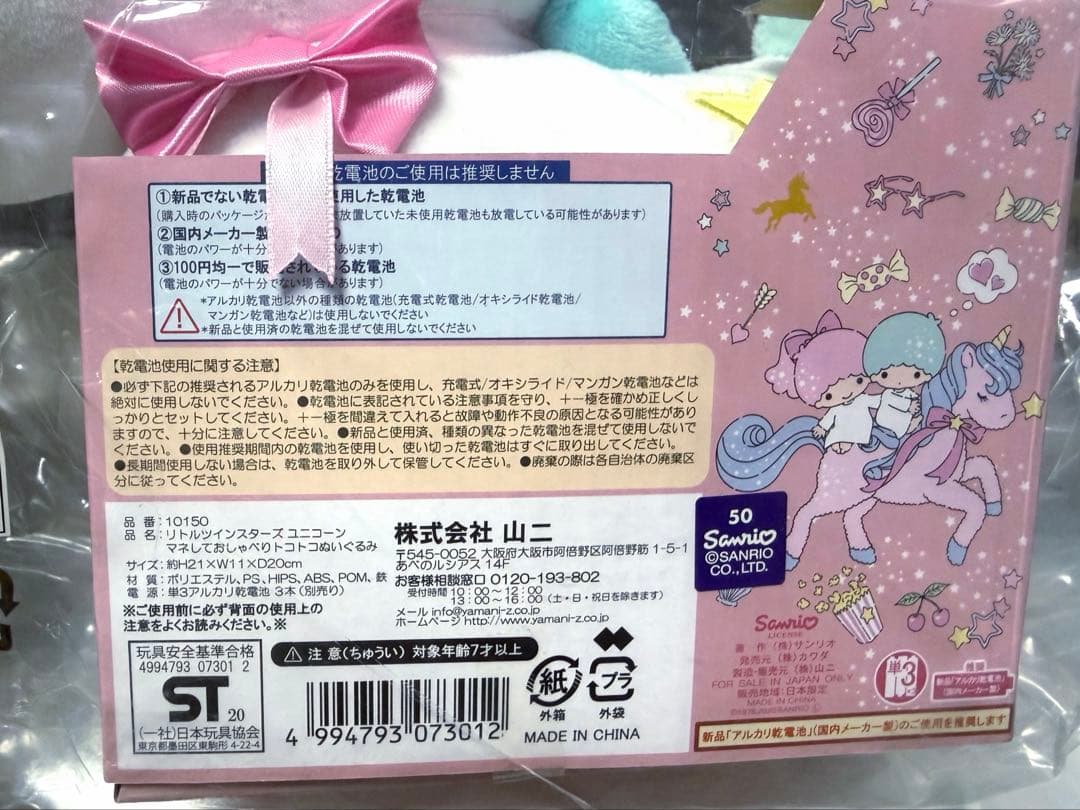 乾電池のご使用は推奨しません
①新品でない乾電 使用した乾電池
(購入時のパッケージ 放置していた未使用乾電池も放電している可能性があります)
②国内メーカー製
(電池のパワーが十分 あります)
③100円均一で販売されている乾電池
(電池のパワーが十分でない場合があります)
*アルカリ乾電池以外の種類の乾電池(充電式乾電池/オキシライド乾電池/
マンガン乾電池など)は使用しないでください
*新品と使用済の乾電池を混ぜて使用しないでください
【乾電池使用に関する注意】
●必ず下記の推奨されるアルカリ乾電池のみを使用し、充電式/オキシライド/マンガン乾電池などは
絶対に使用しないでください。●乾電池に表記されている注意事項を守り、+-極を確かめ正しくし
っかりとセットしてください。+-極を間違えて入れると故障や動作不良の原因となる可能性があり
ますので、十分に注意してください。●新品と使用済、種類の異なった乾電池を混ぜて使用しないで
ください。●使用推奨期間内の乾電池を使用し、使い切った乾電池はすぐに取り出してください。
●長期間使用しない場合は、乾電池を取り外して保管してください。●廃棄の際は各自治体の廃棄区
分に従ってください。
品 番:10150
品 名:リトルツインスターズ ユニコーン
マネしておしゃべりトコトコぬいぐるみ
サイズ:約H21×W11×D20cm
材 質:ポリエステル,PS,HIPS,ABS,POM,鉄
電 源:単3アルカリ乾電池 3本(別売り)
※ご使用前に必ず背面の使用上の
注意をよくお読みください。※
株式会社 山二
〒545-0052 大阪府大阪市阿倍野区阿倍野筋 1-5-1
あべのルシアス 14F
お客様相談窓口 0120-193-802
受付時間 10:00~12:00
13:00~16:00 (土・日・祝日を除きます)
メール info@yamani-z.co.jp
ホームページ http://www.yamani-z.co.jp
50
Sanrio
©SANRIO
CO.,LTD.
玩具安全基準合格
4994793 07301 2
ST 20
(一社)日本玩具協会
東京都墨田区東駒形 4-22-4
注意(ちゅうい) 対象年齢7才以上
4 994793 073012
紙
外箱
プラ
外袋
MADE IN CHINA
Sanrio
LICENSE
著 作 (株)サンリオ
発売元 (株)カワダ
製造・販売元 (株)山二
FOR SALE IN JAPAN ONLY
販売地域:日本限定
MADE IN CHINA
単3
推奨
新品「アルカリ乾電池」
(国内メーカー製)
新品「アルカリ乾電池」(国内メーカー製)のご使用を推奨します